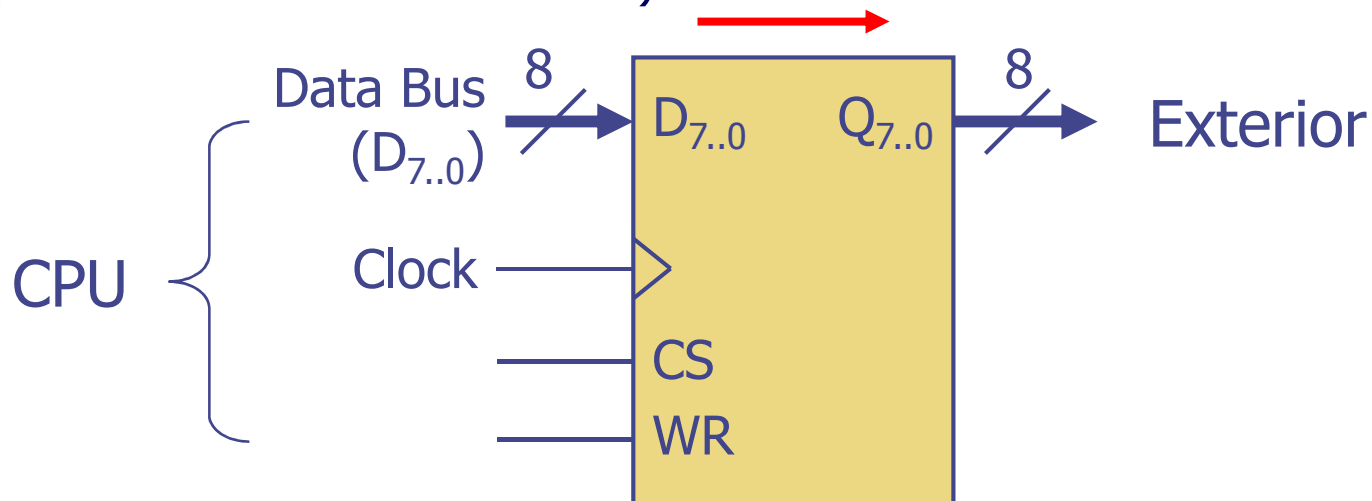 8
8
Data Bus
(D7..0)
D7..0
Q7..0
Exterior
CPU
Clock
CS
WR